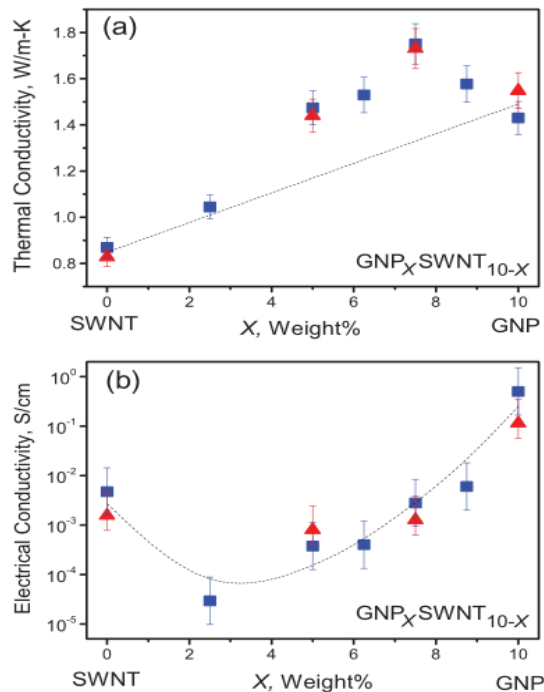 (a)
Thermal Conductivity, W/m-K
1.8
1.6
1.4
1.2
1.0
0.8
GNPXSWNT10-X
0 2 4 6 8 10
SWNT X, Weight% GNP
(b)
Electrical Conductivity, S/cm
10⁰
10⁻¹
10⁻²
10⁻³
10⁻⁴
10⁻⁵
GNPXSWNT10-X
0 2 4 6 8 10
SWNT X, Weight% GNP